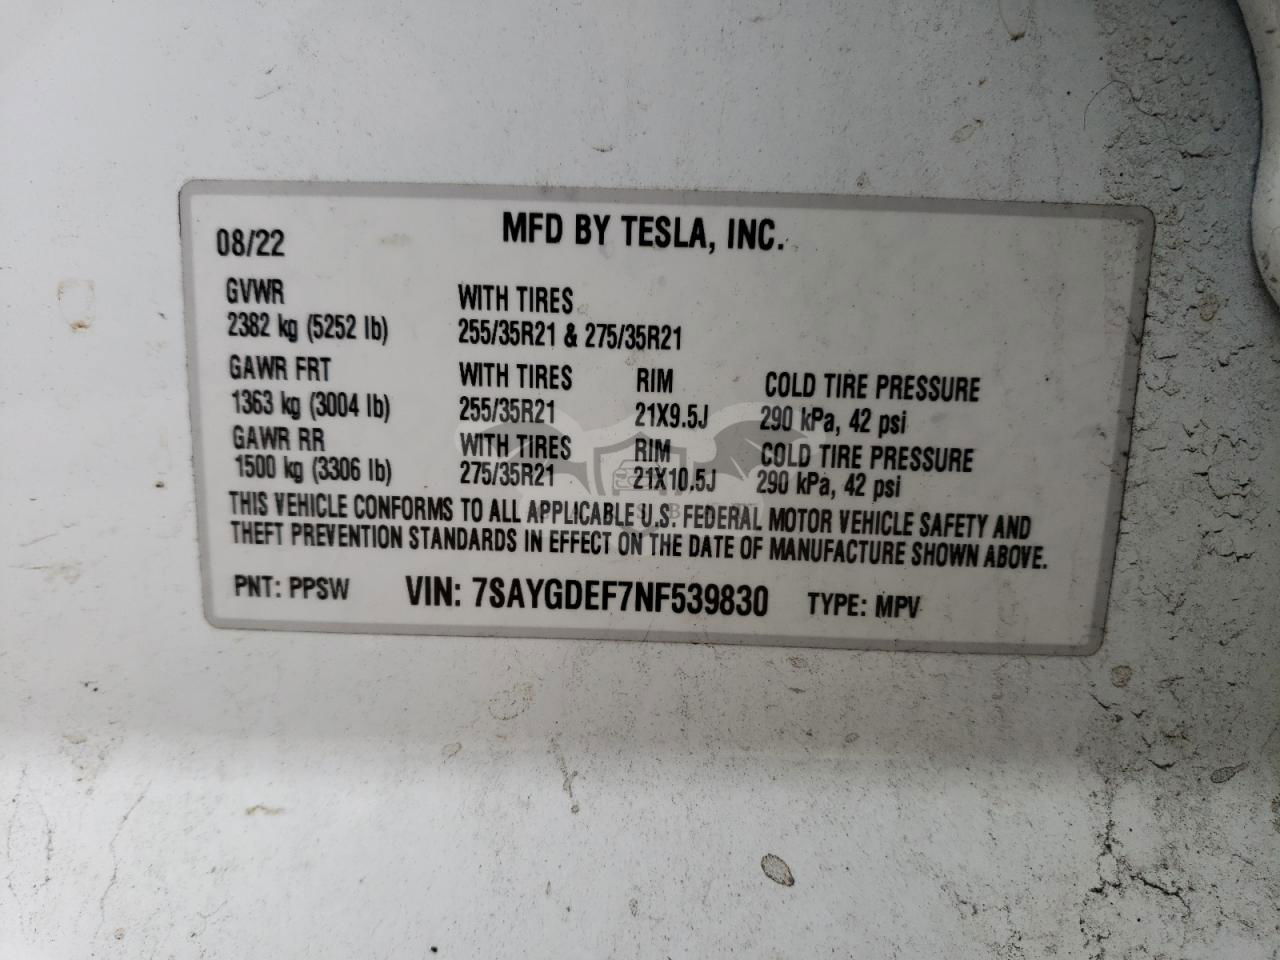 MFD BY TESLA, INC.
08/22
GVWR WITH TIRES
2382 kg (5252 lb) 255/35R21 & 275/35R21
GAWR FRT WITH TIRES RIM COLD TIRE PRESSURE
1363 kg (3004 lb) 255/35R21 21X9.5J 290 kPa, 42 psi
GAWR RR WITH TIRES RIM COLD TIRE PRESSURE
1500 kg (3306 lb) 275/35R21 21X10.5J 290 kPa, 42 psi
THIS VEHICLE CONFORMS TO ALL APPLICABLE U.S. FEDERAL MOTOR VEHICLE SAFETY AND
THEFT PREVENTION STANDARDS IN EFFECT ON THE DATE OF MANUFACTURE SHOWN ABOVE.
PNT: PPSW VIN: 7SAYGDEF7NF539830 TYPE: MPV